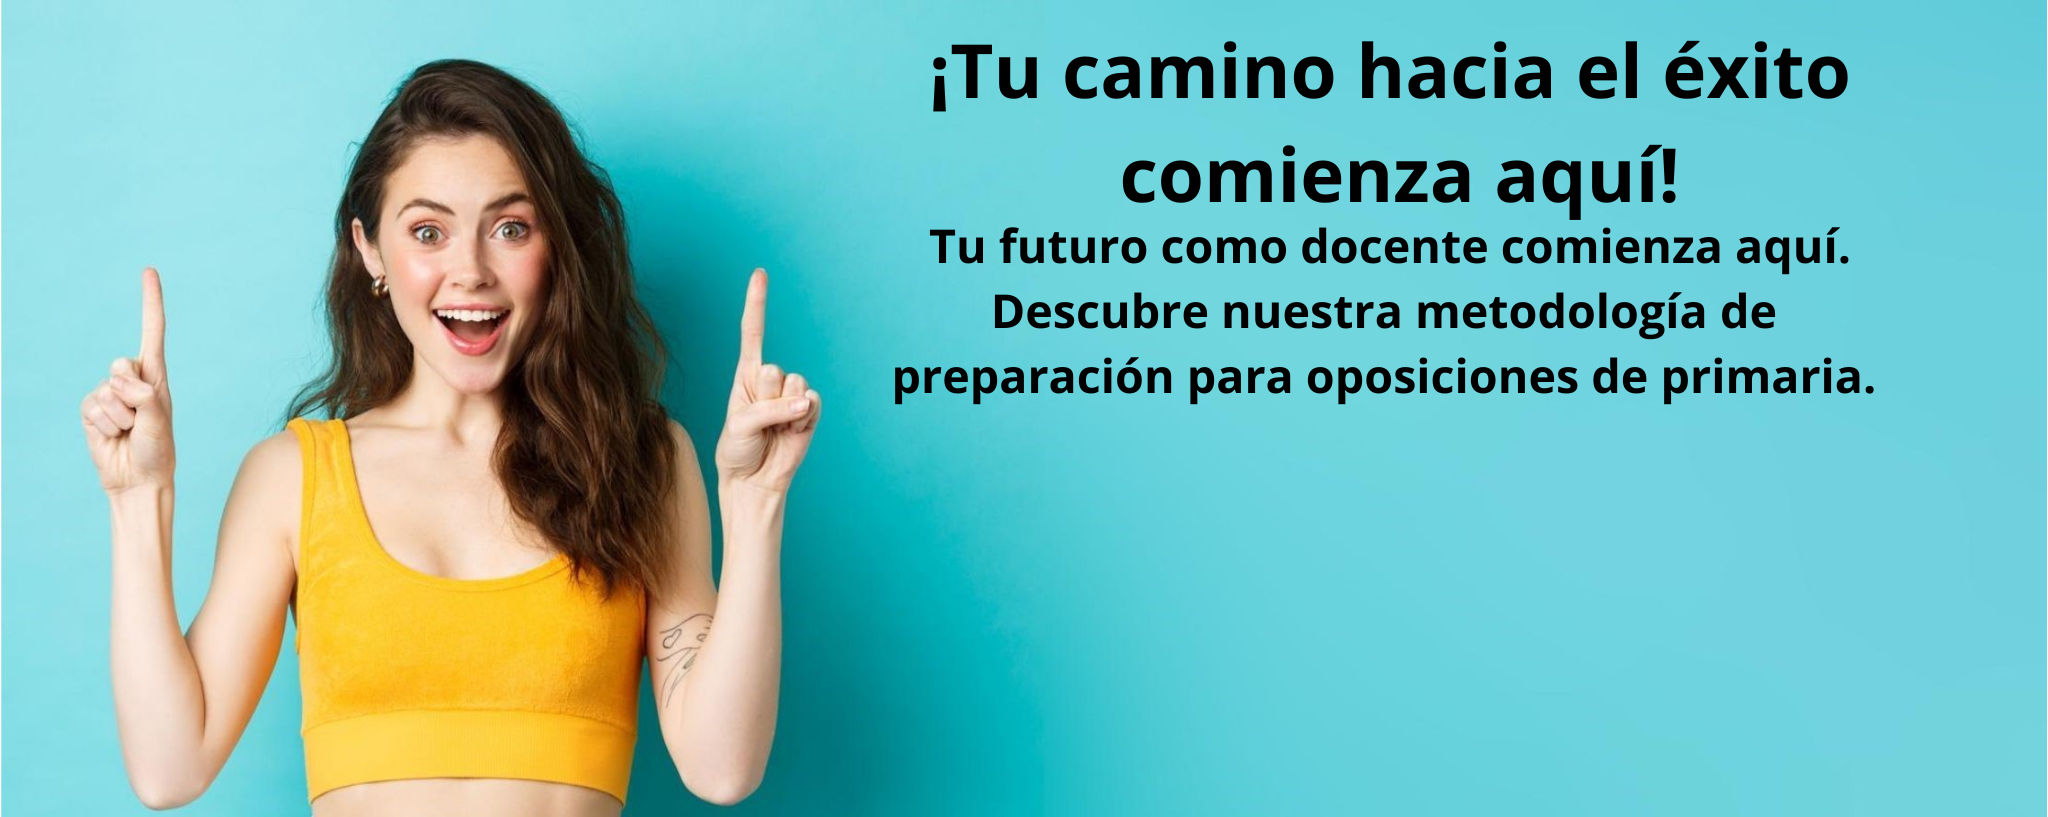 ¡Tu camino hacia el éxito
comienza aquí!
Tu futuro como docente comienza aquí.
Descubre nuestra metodología de
preparación para oposiciones de primaria.